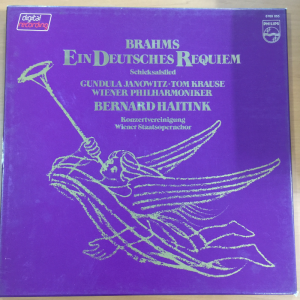 digital
recording
PHILIPS
BRAHMS
EIN DEUTSCHES REQUIEM
Schicksalslied
GUNDULA JANOWITZ·TOM KRAUSE
WIENER PHILHARMONIKER
BERNARD HAITINK
Konzertvereinigung
Wiener Staatsopernchor